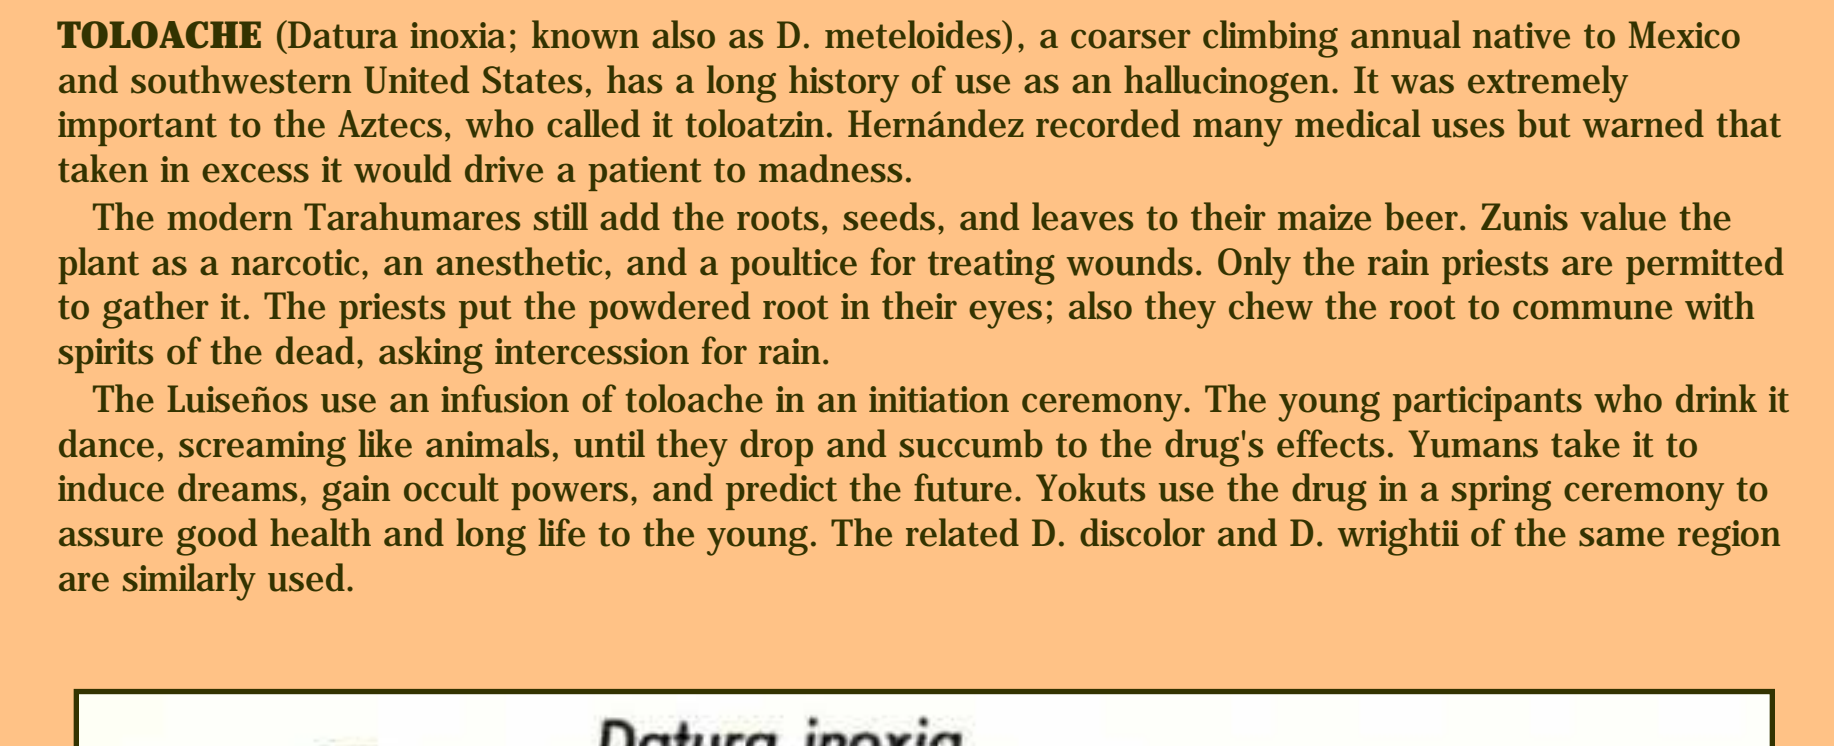 TOLOACHE (Datura inoxia; known also as D. meteloides), a coarser climbing annual native to Mexico
and southwestern United States, has a long history of use as an hallucinogen. It was extremely
important to the Aztecs, who called it toloatzin. Hernández recorded many medical uses but warned that
taken in excess it would drive a patient to madness.
The modern Tarahumares still add the roots, seeds, and leaves to their maize beer. Zunis value the
plant as a narcotic, an anesthetic, and a poultice for treating wounds. Only the rain priests are permitted
to gather it. The priests put the powdered root in their eyes; also they chew the root to commune with
spirits of the dead, asking intercession for rain.
The Luiseños use an infusion of toloache in an initiation ceremony. The young participants who drink it
dance, screaming like animals, until they drop and succumb to the drug's effects. Yumans take it to
induce dreams, gain occult powers, and predict the future. Yokuts use the drug in a spring ceremony to
assure good health and long life to the young. The related D. discolor and D. wrightii of the same region
are similarly used.
Datura inoxia